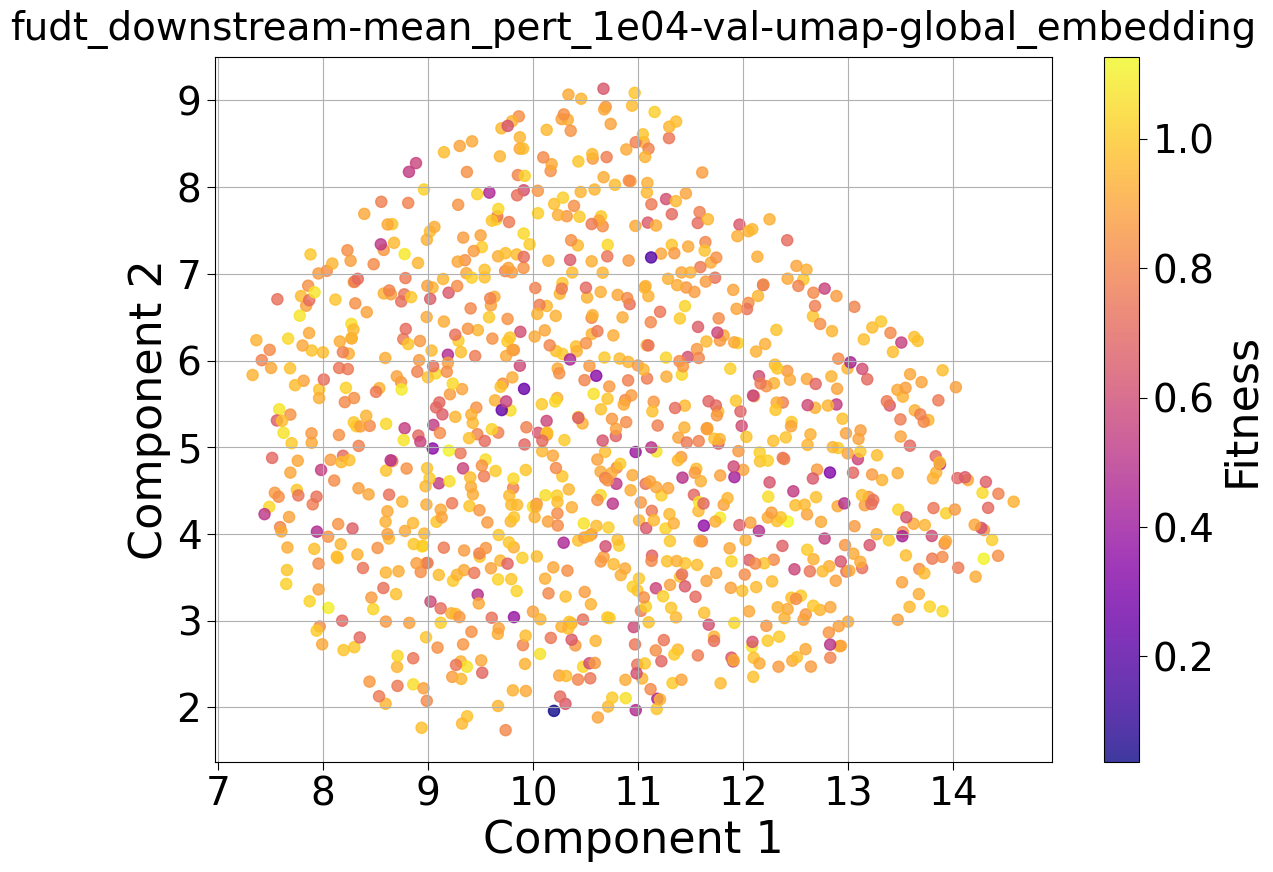 fudt_downstream-mean_pert_1e04-val-umap-global_embedding
9
8
7
6
5
4
3
2
Component 2
7 8 9 10 11 12 13 14
Component 1
1.0
0.8
0.6
0.4
0.2
Fitness